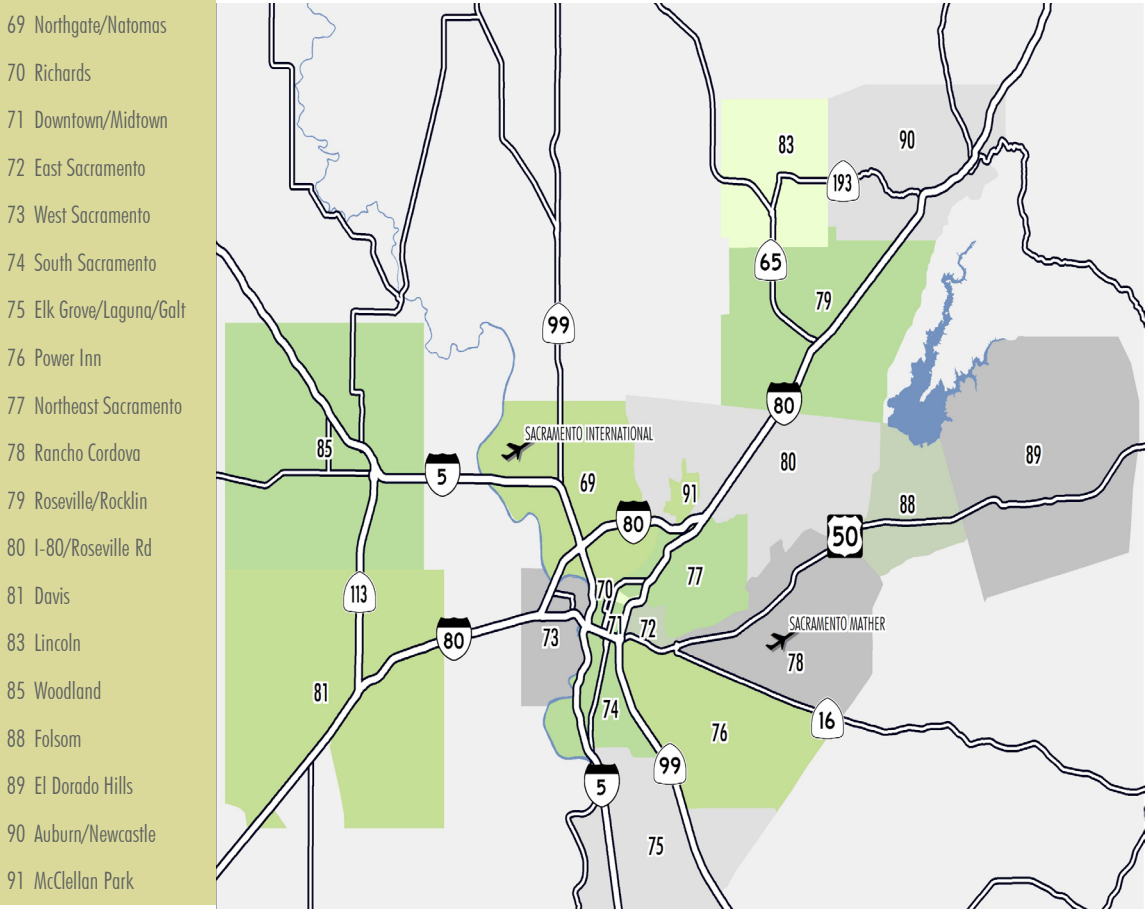 69 Northgate/Natomas
70 Richards
71 Downtown/Midtown
72 East Sacramento
73 West Sacramento
74 South Sacramento
75 Elk Grove/Laguna/Galt
76 Power Inn
77 Northeast Sacramento
78 Rancho Cordova
79 Roseville/Rocklin
80 I-80/Roseville Rd
81 Davis
83 Lincoln
85 Woodland
88 Folsom
89 El Dorado Hills
90 Auburn/Newcastle
91 McClellan Park
83
90
193
65
79
99
80
SACRAMENTO INTERNATIONAL
85
5
69
91
80
89
80
88
50
77
70
113
71
72
73
80
SACRAMENTO MATHER
78
81
74
76
16
99
5
75